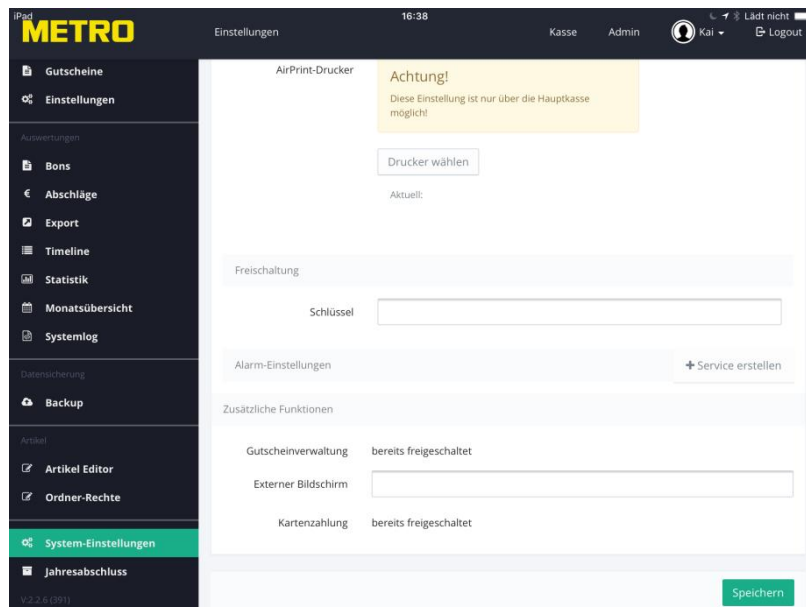 iPad
16:38
Lädt nicht
METRO
Einstellungen
Kasse
Admin
Kai
Logout
Gutscheine
Einstellungen
Auswertungen
Bons
Abschläge
Export
Timeline
Statistik
Monatsübersicht
Systemlog
Datensicherung
Backup
Artikel
Artikel Editor
Ordner-Rechte
System-Einstellungen
Jahresabschluss
V:2.2.6 (391)
AirPrint-Drucker
Achtung!
Diese Einstellung ist nur über die Hauptkasse
möglich!
Drucker wählen
Aktuell:
Freischaltung
Schlüssel
Alarm-Einstellungen
+ Service erstellen
Zusätzliche Funktionen
Gutscheinverwaltung bereits freigeschaltet
Externer Bildschirm
Kartenzahlung bereits freigeschaltet
Speichern